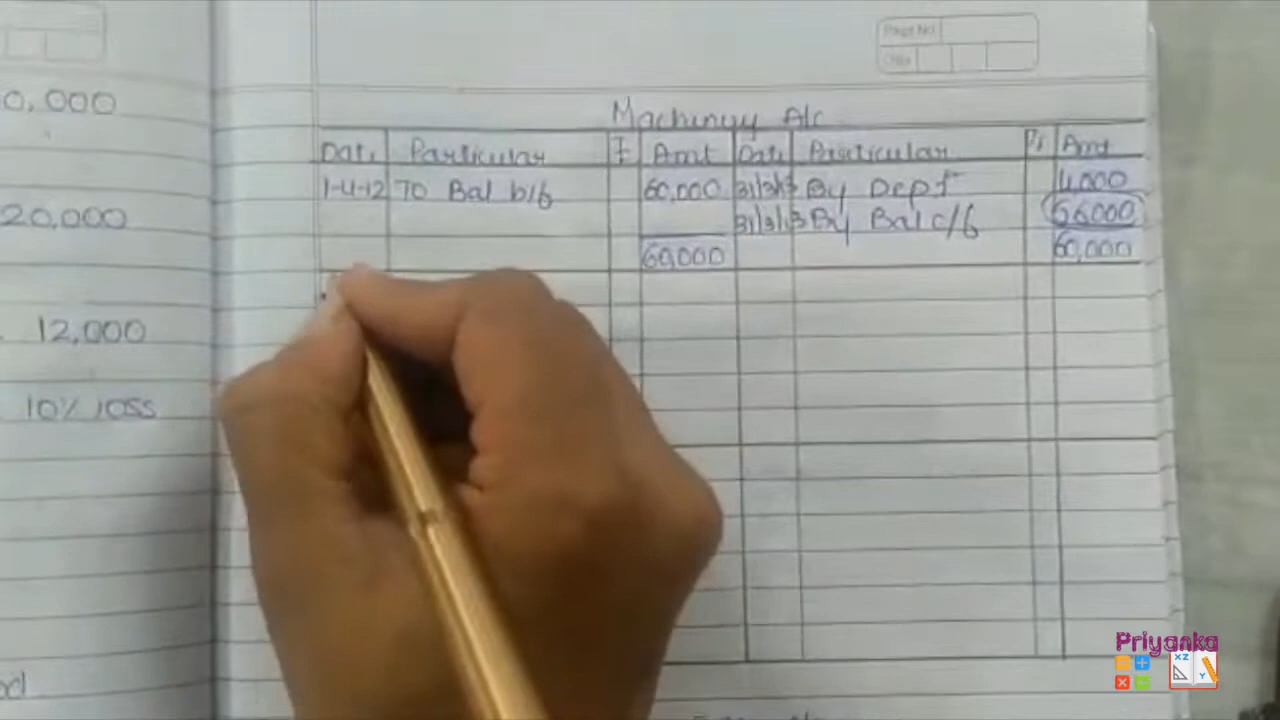 0,000
20,000
12,000
10% loss
Page No.
Date
Machinery A/c
Date Particular F Amt Date Particular F Amt
1-4-12 To Bal b/f 60,000 31/3/13 By Dep 4,000
31/3/13 By Bal c/f 56,000
60,000 60,000
Priyanka